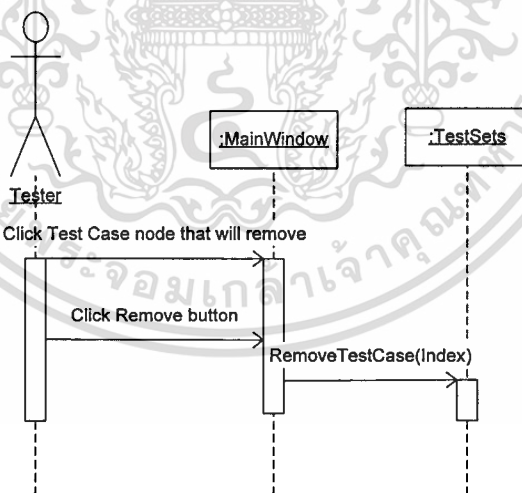 :MainWindow
:TestSets
Tester
Click Test Case node that will remove
Click Remove button
RemoveTestCase(Index)